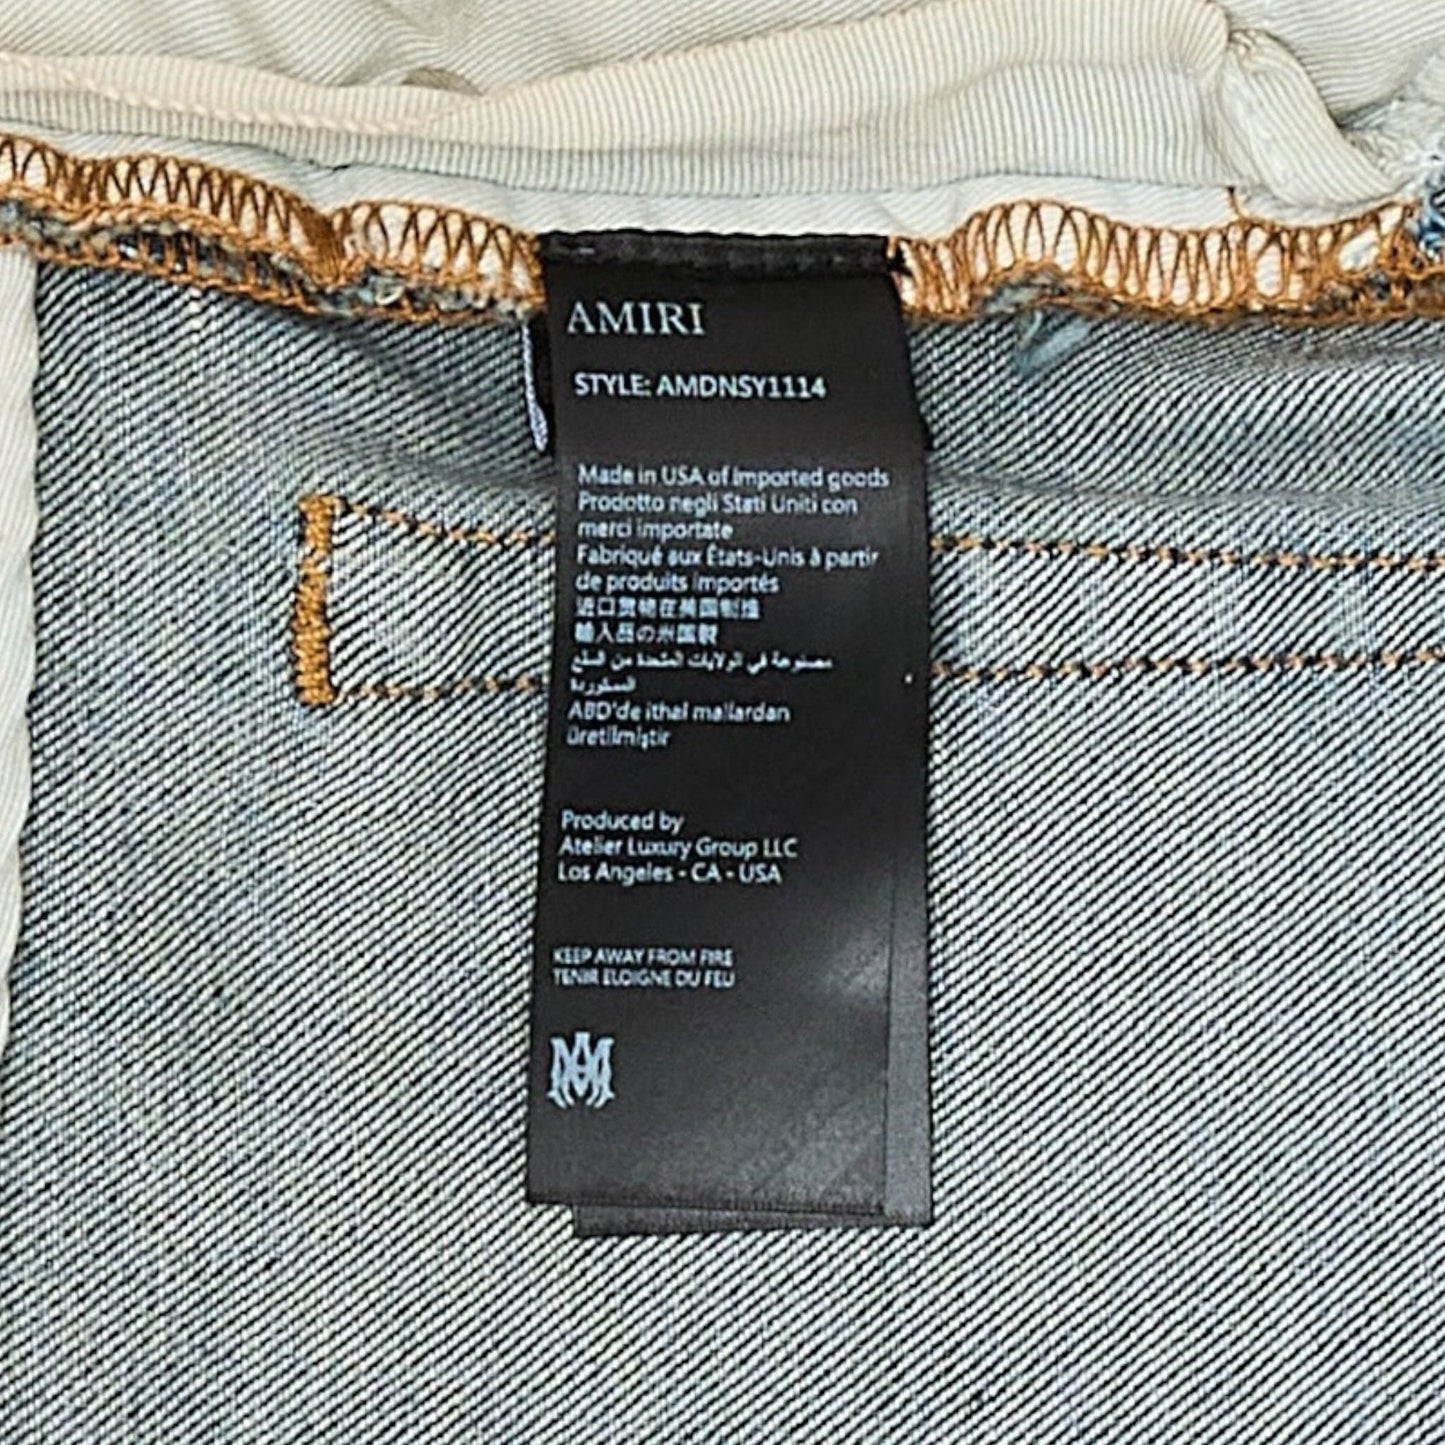 AMIRI
STYLE: AMDNSY1114
Made in USA of Imported goods
Prodotto negli Stati Uniti con
merci importate
Fabriqué aux États-Unis à partir
de produits importés
进口货物在美国制造
輸入品の米国製
مصنوعة في الولايات المتحدة من السلع
المستوردة
ABD'de ithal mallardan
üretilmiştir
Produced by
Atelier Luxury Group LLC
Los Angeles - CA - USA
KEEP AWAY FROM FIRE
TENIR ELOIGNE DU FEU